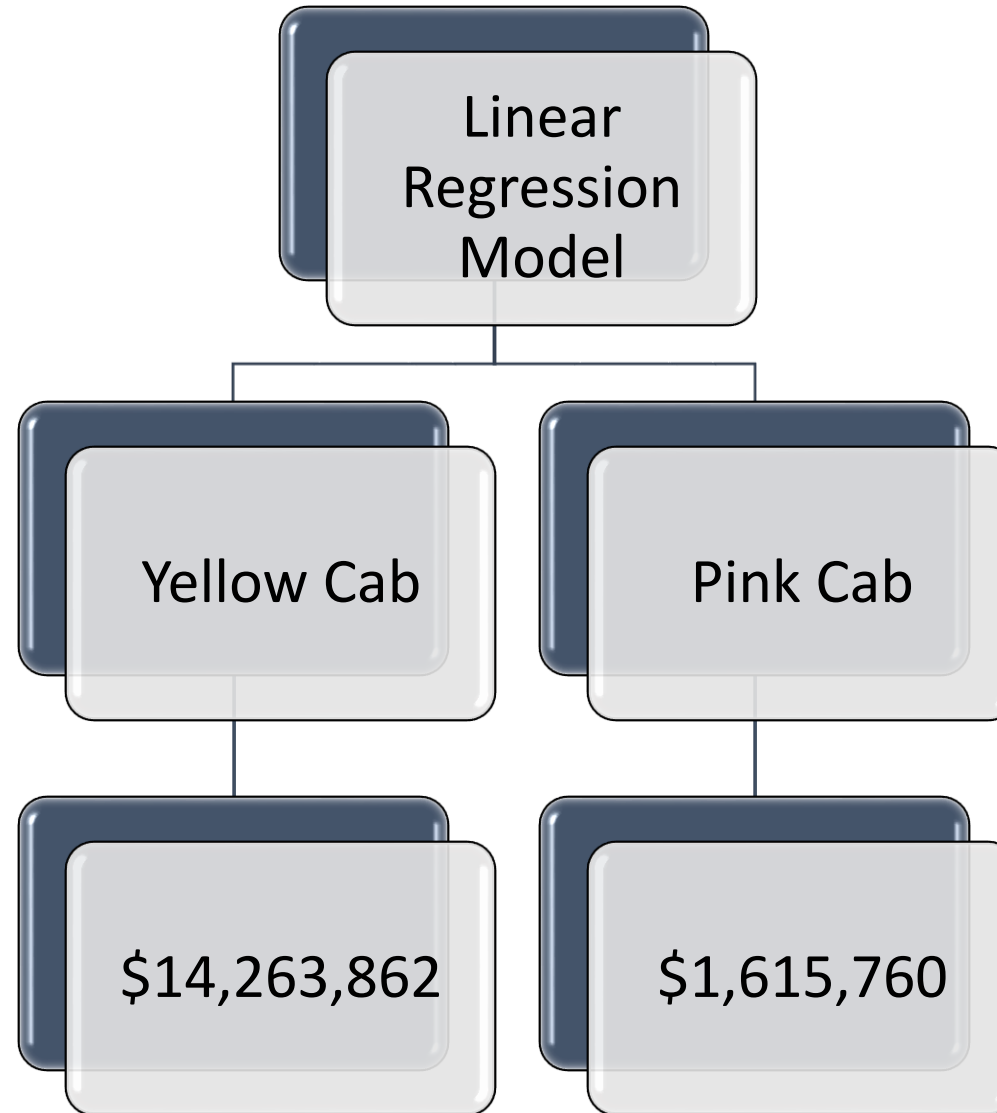 Linear
Regression
Model
Yellow Cab
Pink Cab
$14,263,862
$1,615,760